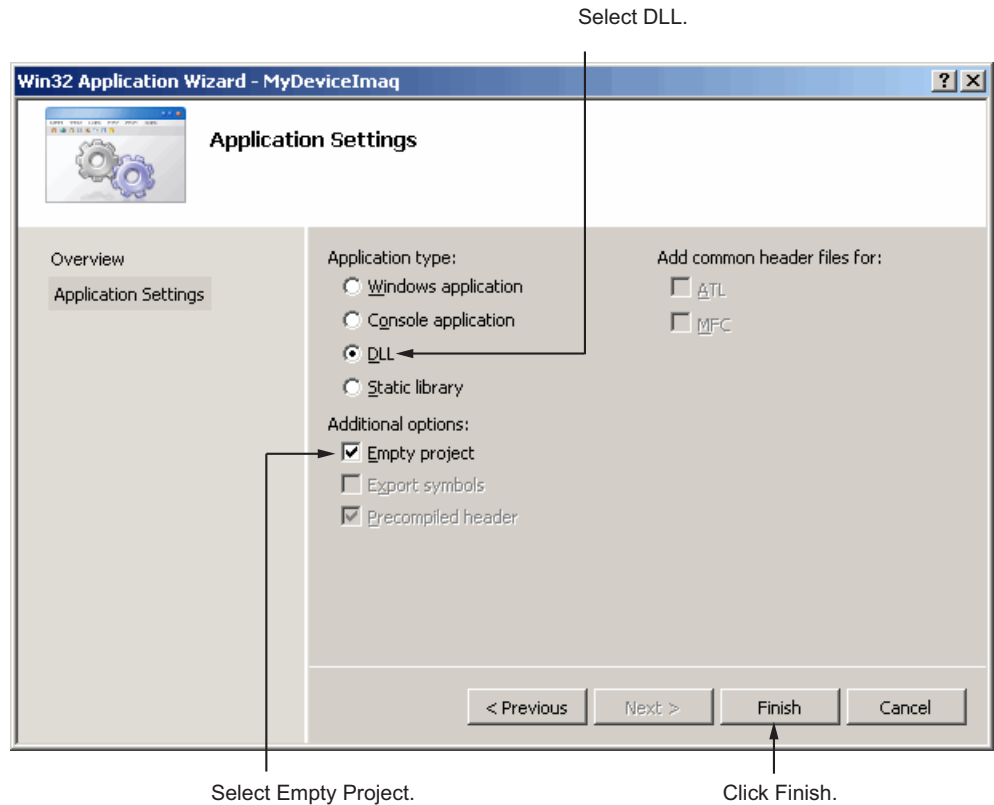 Select DLL.
Win32 Application Wizard - MyDeviceImaq
Application Settings
Overview
Application Settings
Application type:
Windows application
Console application
DLL
Static library
Additional options:
Empty project
Export symbols
Precompiled header
Add common header files for:
ATL
MFC
< Previous
Next >
Finish
Cancel
Select Empty Project.
Click Finish.